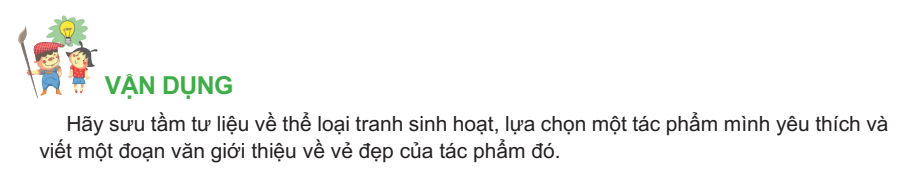 VẬN DỤNG
Hãy sưu tầm tư liệu về thể loại tranh sinh hoạt, lựa chọn một tác phẩm mình yêu thích và
viết một đoạn văn giới thiệu về vẻ đẹp của tác phẩm đó.